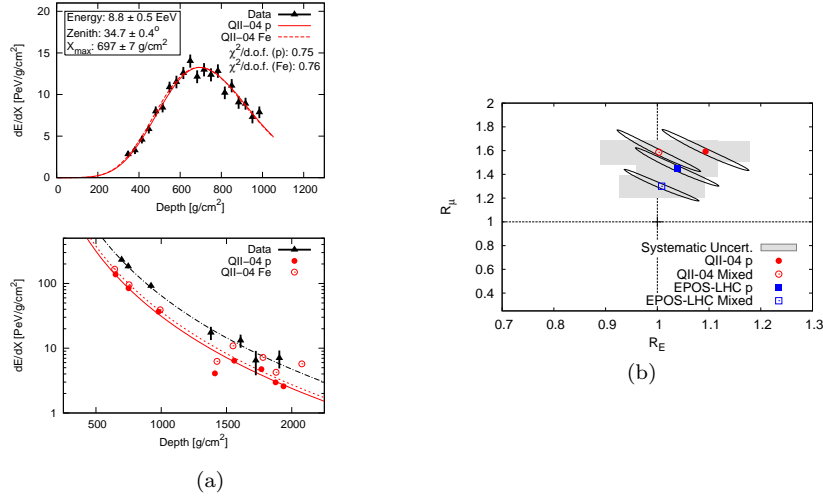 Energy: 8.8 ± 0.5 EeV
Zenith: 34.7 ± 0.4°
Xmax: 697 ± 7 g/cm²
Data
QII-04 p
QII-04 Fe
χ²/d.o.f. (p): 0.75
χ²/d.o.f. (Fe): 0.76
dE/dX [PeV/g/cm²]
20
15
10
5
0
0 200 400 600 800 1000 1200
Depth [g/cm²]
Data
QII-04 p
QII-04 Fe
dE/dX [PeV/g/cm²]
100
10
1
500 1000 1500 2000
Depth [g/cm²]
(a)
Rμ
2
1.8
1.6
1.4
1.2
1
0.8
0.6
0.4
Systematic Uncert.
QII-04 p
QII-04 Mixed
EPOS-LHC p
EPOS-LHC Mixed
0.7 0.8 0.9 1 1.1 1.2 1.3
RE
(b)